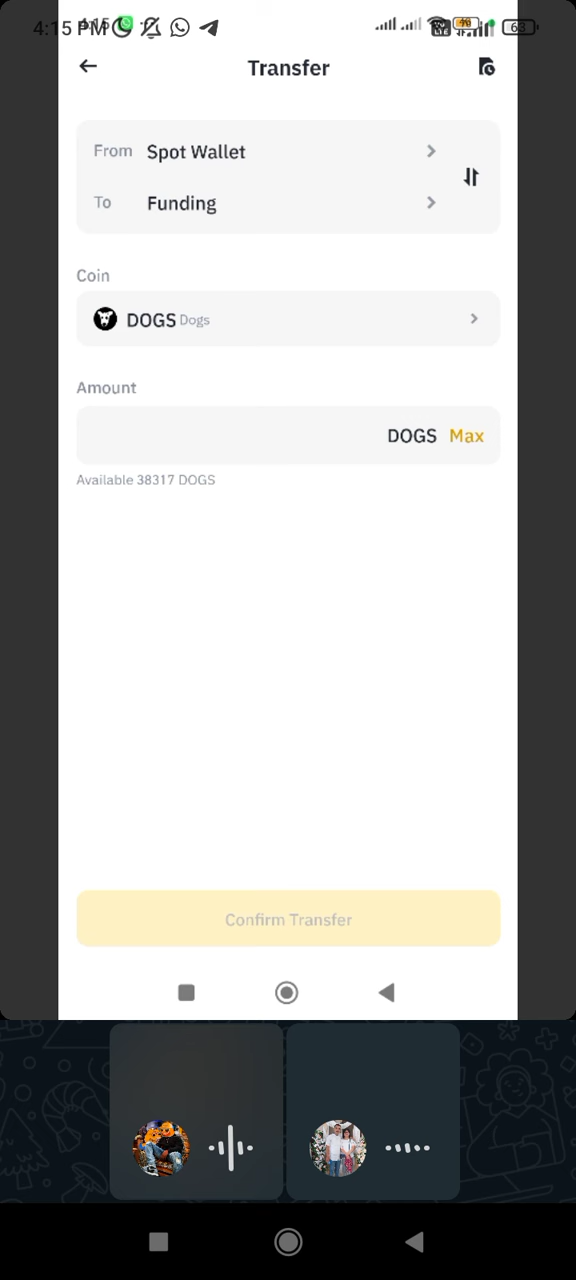 4:15 PM
63
Transfer
From Spot Wallet
To Funding
Coin
DOGS Dogs
Amount
DOGS Max
Available 38317 DOGS
Confirm Transfer